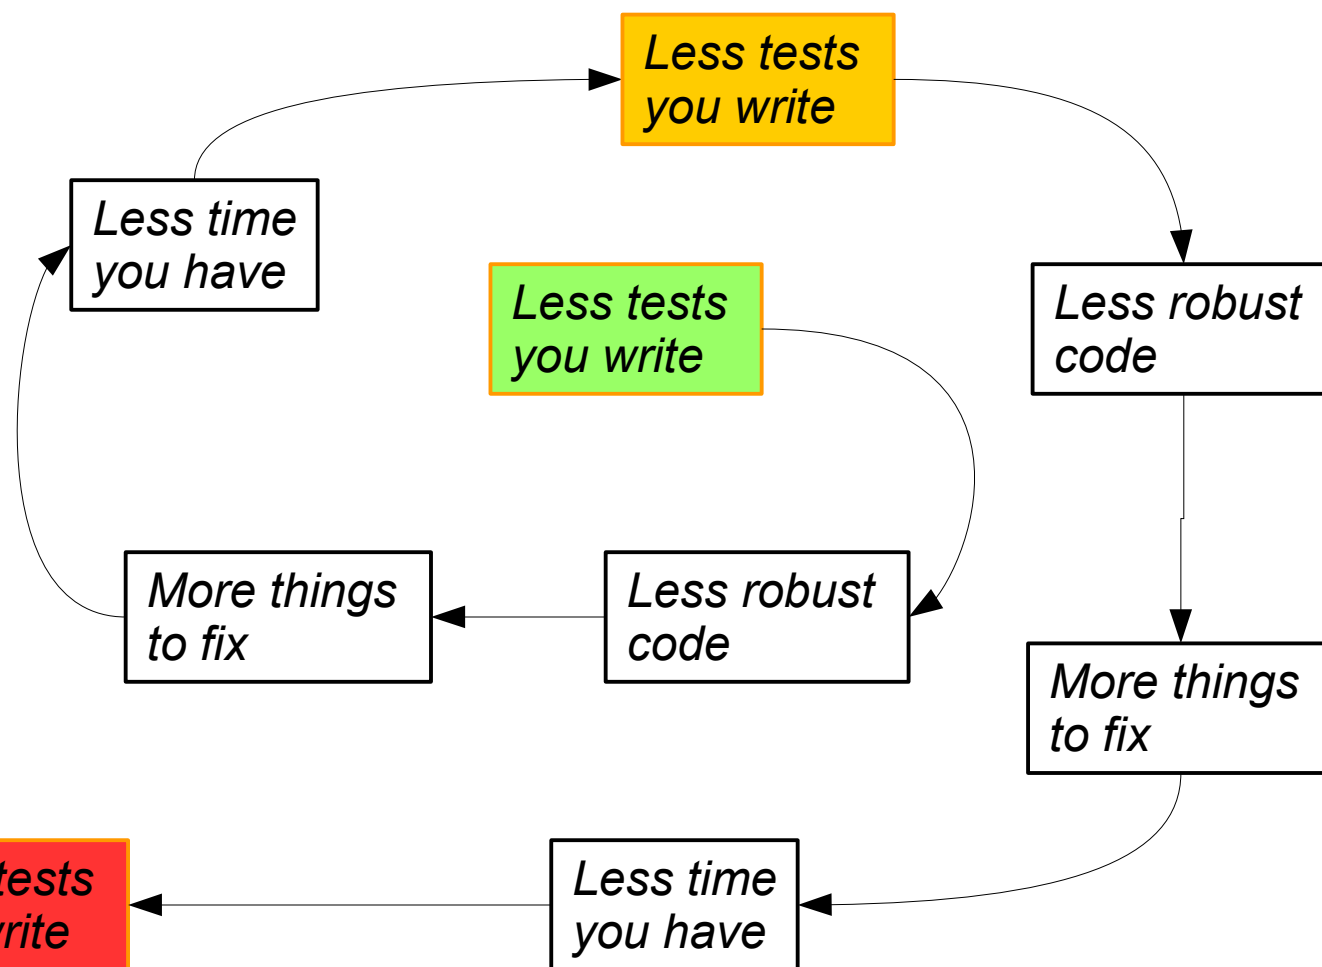 Less tests
you write
Less time
you have
Less tests
you write
Less robust
code
More things
to fix
Less robust
code
More things
to fix
tests
Less time
you have